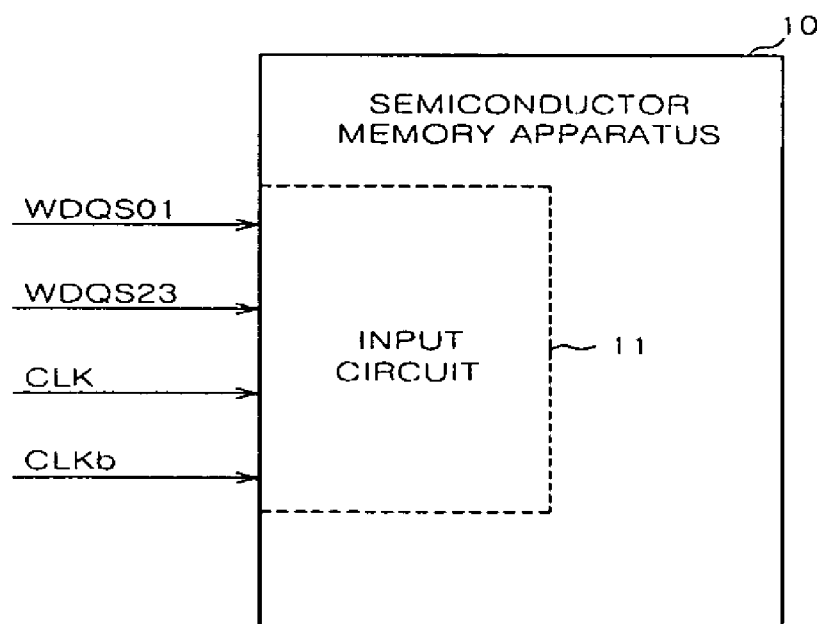 10
SEMICONDUCTOR
MEMORY APPARATUS
WDQS01
WDQS23
INPUT
CIRCUIT
11
CLK
CLKb